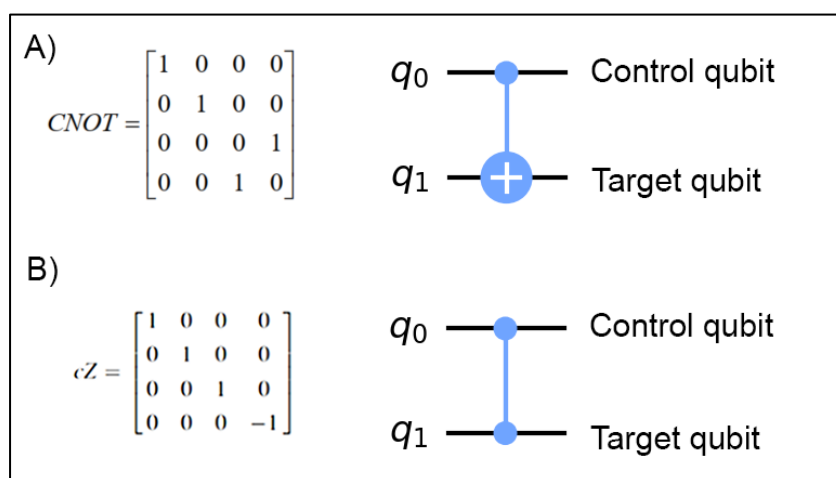 A)
CNOT = [1 0 0 0
0 1 0 0
0 0 0 1
0 0 1 0]
q0 Control qubit
q1 Target qubit
B)
cZ = [1 0 0 0
0 1 0 0
0 0 1 0
0 0 0 −1]
q0 Control qubit
q1 Target qubit